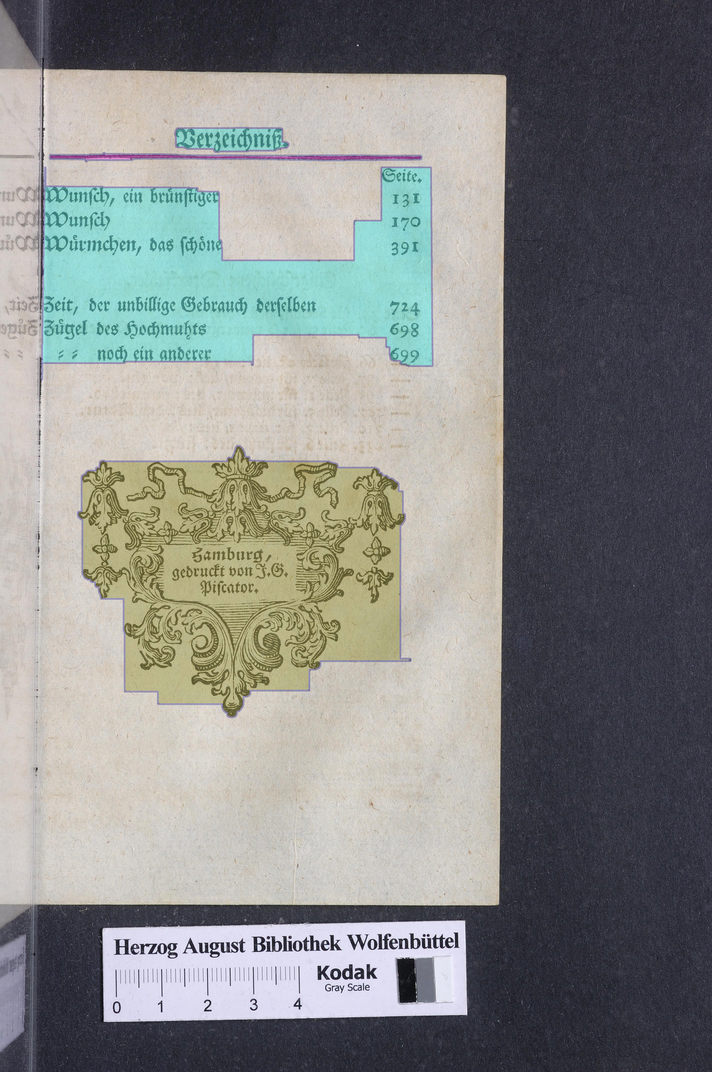 Verzeichniß.
Seite.
Wunsch, ein brünstiger 131
Wunsch 170
Würmchen, das schöne 391
Zeit, der unbillige Gebrauch derselben 724
Zügel des Hochmuhts 698
⸗ ⸗ noch ein anderer 699
Hamburg,
gedruckt von J. G.
Piscator.
Herzog August Bibliothek Wolfenbüttel
Kodak
Gray Scale
0 1 2 3 4